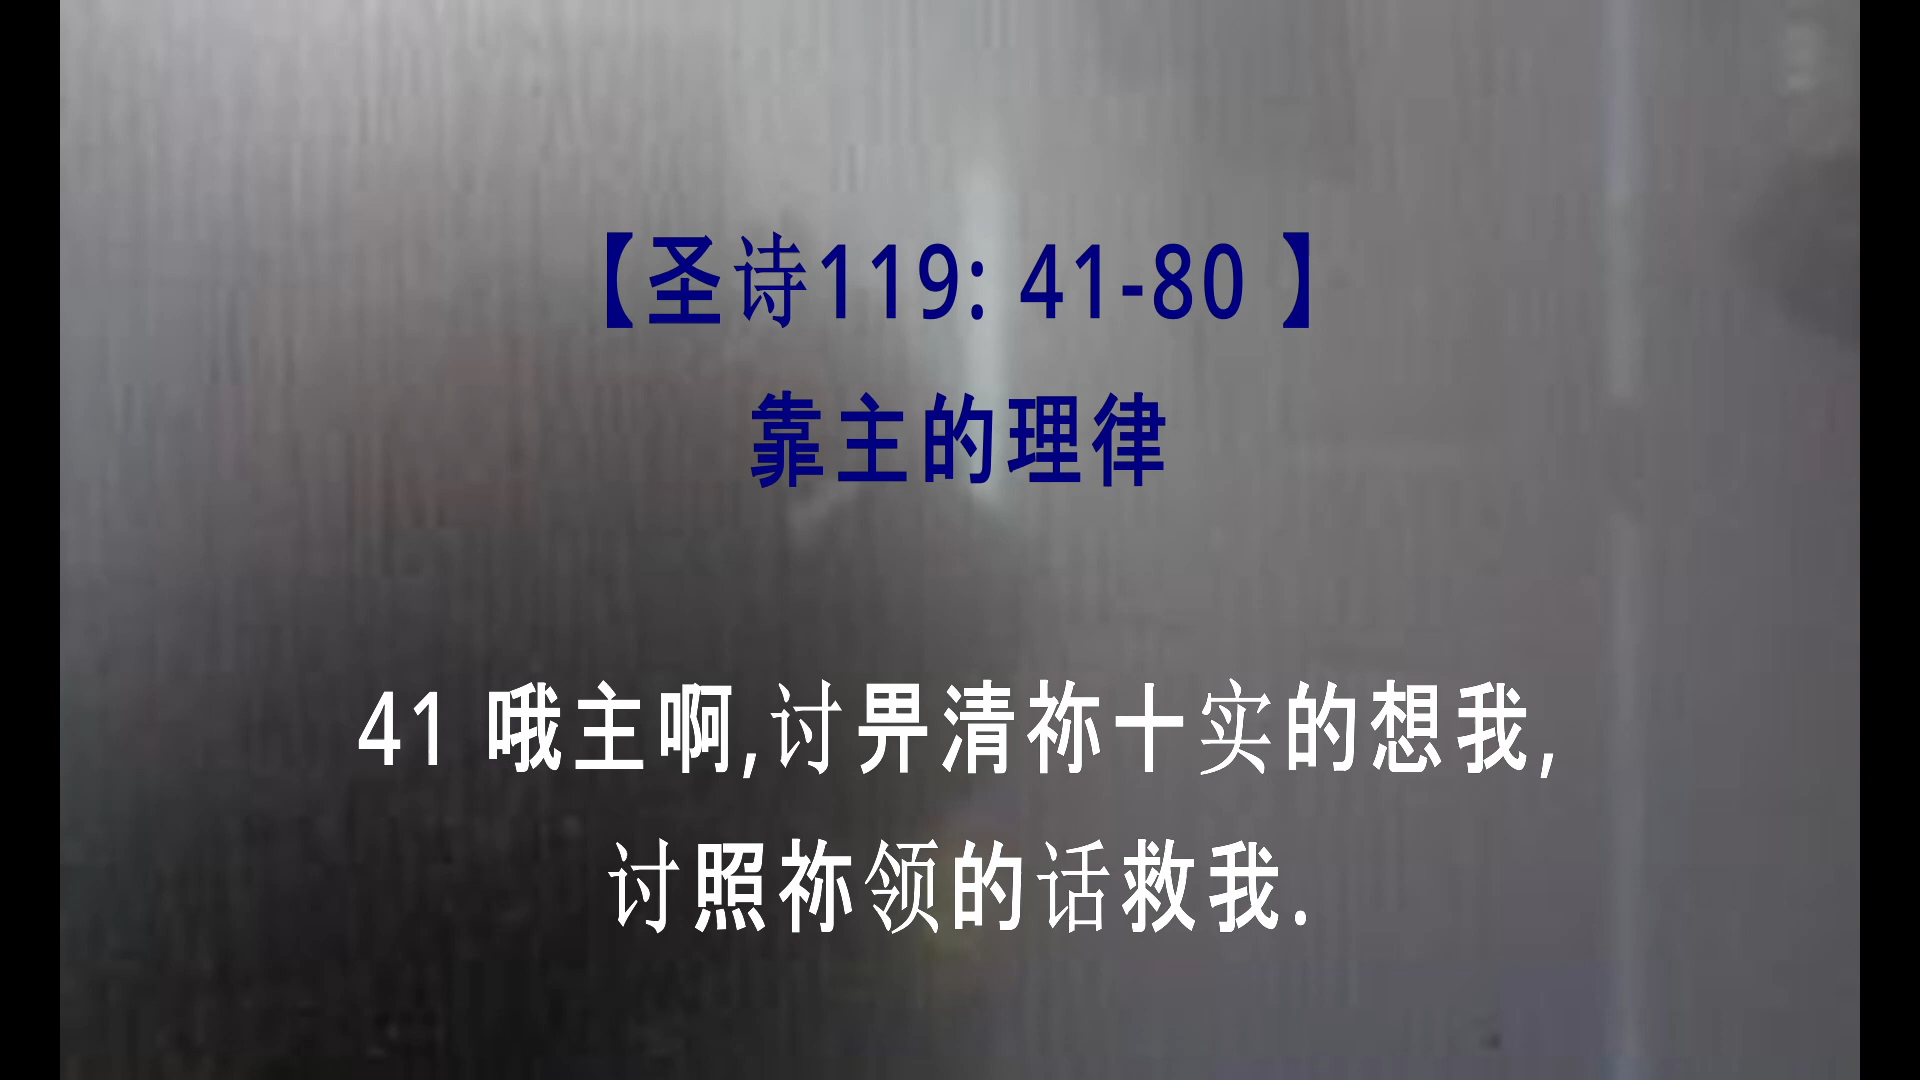 【圣诗119: 41-80 】
靠主的理律
41 哦主啊,讨畀清祢十实的想我,
讨照祢领的话救我.